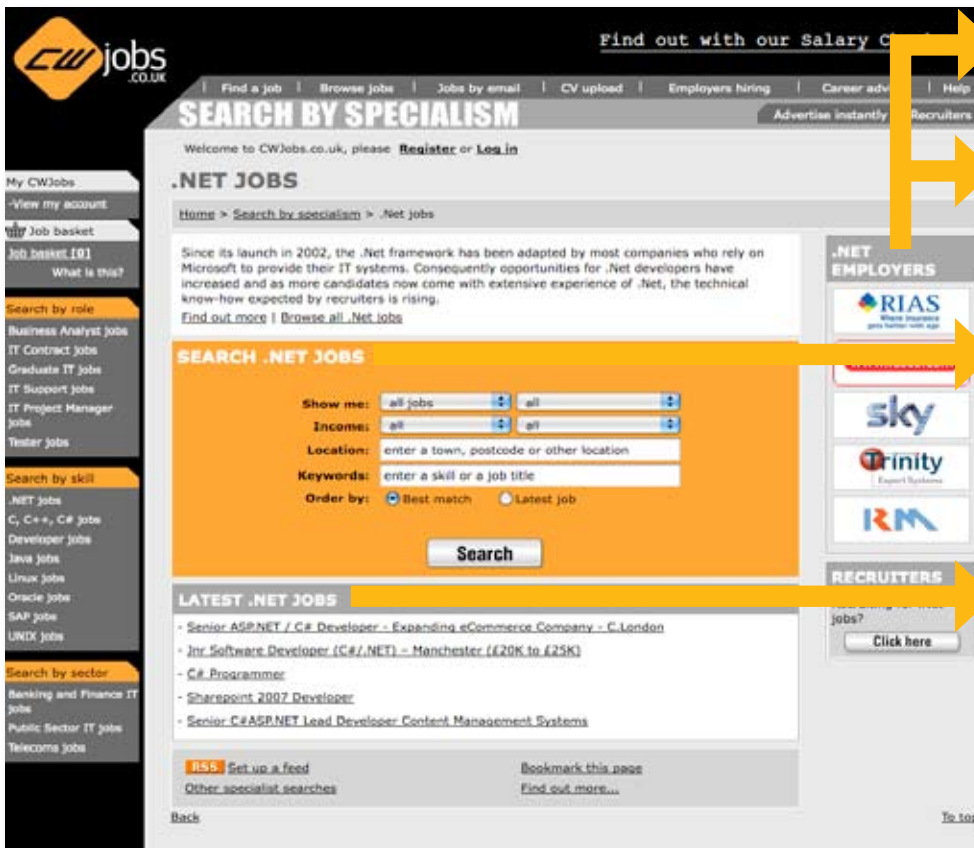 CW jobs
.CO.UK
Find out with our Salary
Find a job | Browse jobs | Jobs by email | CV upload | Employers hiring | Career | Help
SEARCH BY SPECIALISM
Advertise instantly Recruiters
Welcome to CWJobs.co.uk, please Register or Log in
.NET JOBS
Home > Search by specialism > .Net jobs
My CWJobs
-View my account
Job basket
Job basket [0]
What is this?
Search by role
Business Analyst jobs
IT Contract jobs
Graduate IT jobs
IT Support jobs
IT Project Manager
jobs
Tester jobs
Search by skill
.NET jobs
C, C++, C# jobs
Developer jobs
Java jobs
Linux jobs
Oracle jobs
SAP jobs
UNIX jobs
Search by sector
Banking and Finance IT
jobs
Public Sector IT jobs
Telecoms jobs
Since its launch in 2002, the .Net framework has been adapted by most companies who rely on
Microsoft to provide their IT systems. Consequently opportunities for .Net developers have
increased and as more candidates now come with extensive experience of .Net, the technical
know-how expected by recruiters is rising.
Find out more | Browse all .Net jobs
SEARCH .NET JOBS
Show me: all jobs all
Income: all all
Location: enter a town, postcode or other location
Keywords: enter a skill or a job title
Order by: Best match Latest job
Search
LATEST .NET JOBS
- Senior ASP.NET / C# Developer - Expanding eCommerce Company - C.London
- Jnr Software Developer (C#/.NET) – Manchester (£20K to £25K)
- C# Programmer
- Sharepoint 2007 Developer
- Senior C#ASP.NET Lead Developer Content Management Systems
RSS Set up a feed
Bookmark this page
Other specialist searches
Find out more...
Back
To top
.NET
EMPLOYERS
RIAS
Where insurance
gets better with age
sky
Trinity
Expert Systems
RM
RECRUITERS
jobs?
Click here